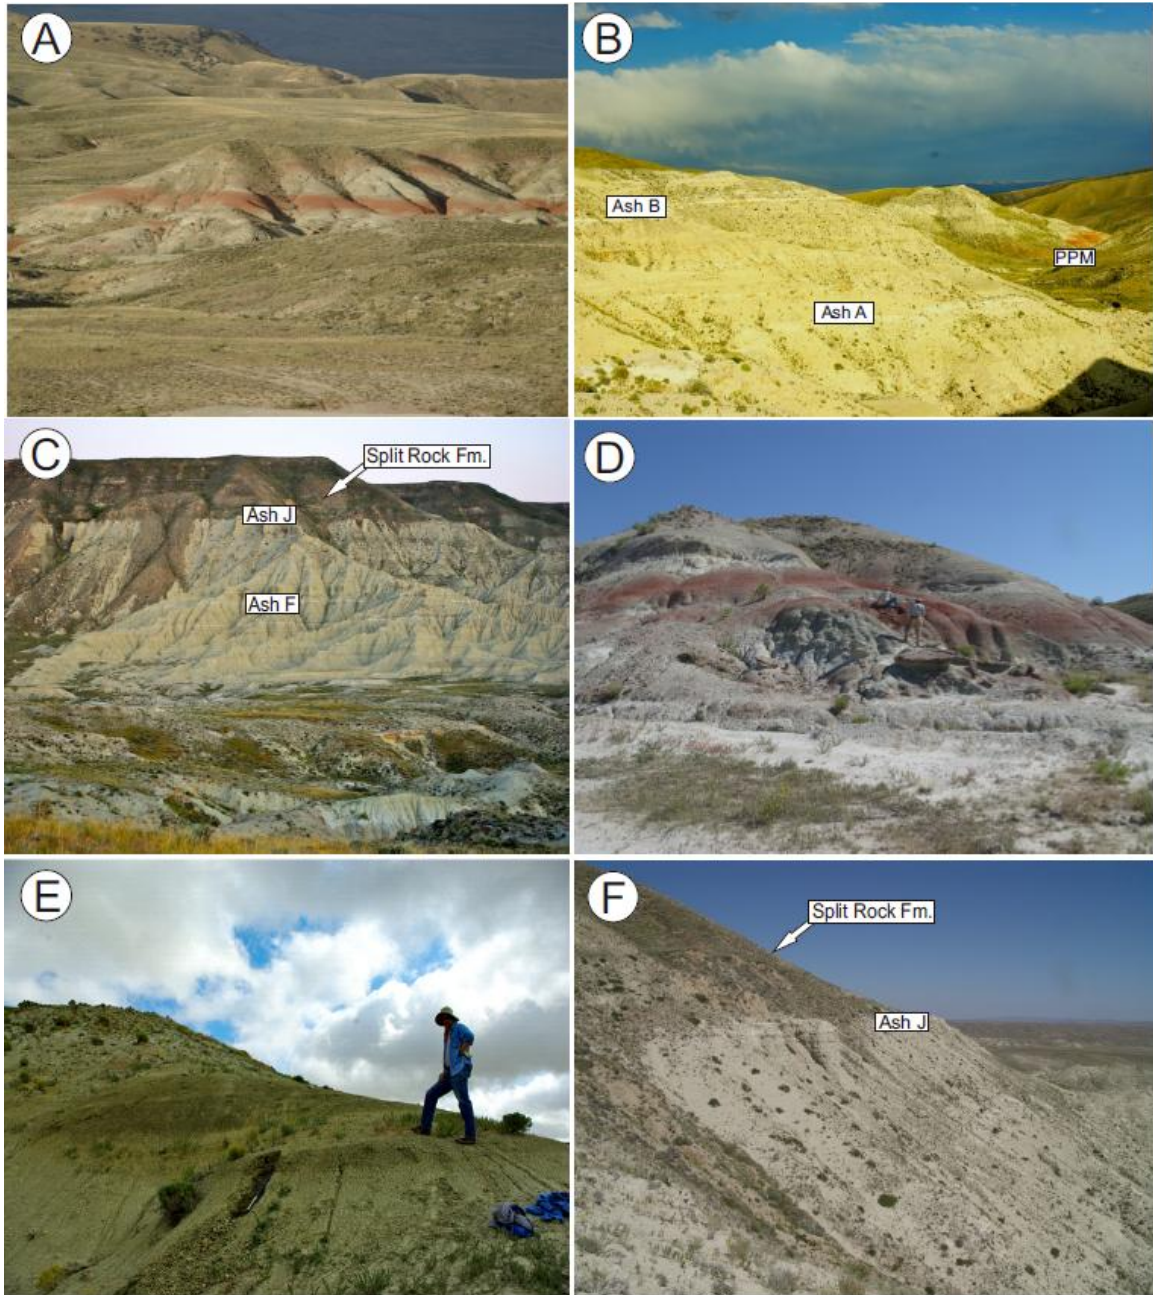 A
B
Ash B
PPM
Ash A
C
Split Rock Fm.
Ash J
Ash F
D
E
F
Split Rock Fm.
Ash J